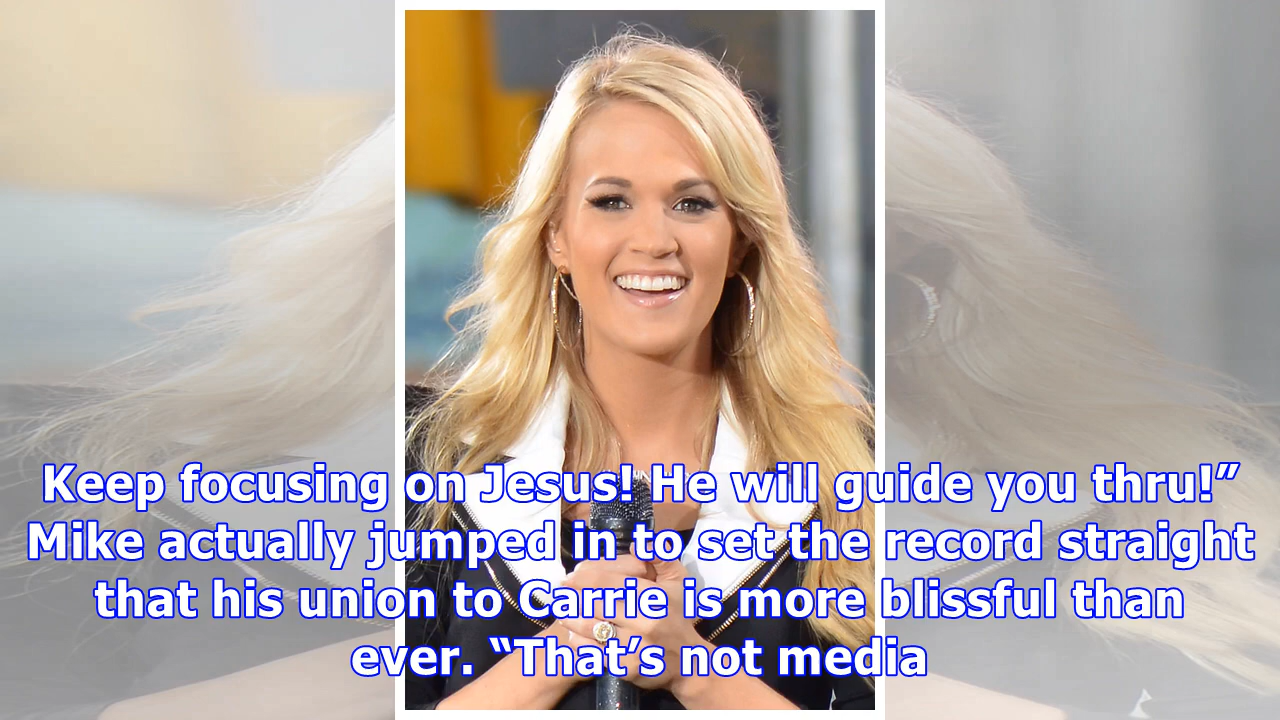 Keep focusing on Jesus! He will guide you thru!”
Mike actually jumped in to set the record straight
that his union to Carrie is more blissful than
ever. “That’s not media